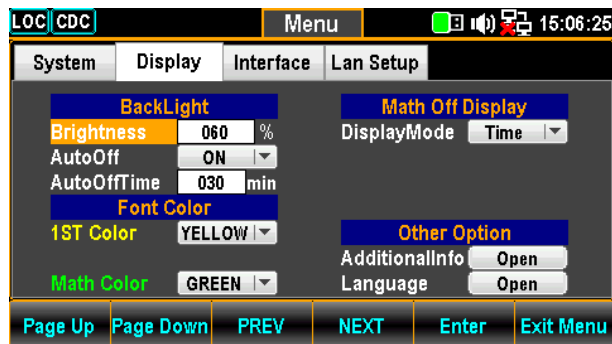 LOC CDC Menu 15:06:25
System Display Interface Lan Setup
BackLight
Brightness 060 %
AutoOff ON
AutoOffTime 030 min
Font Color
1ST Color YELLOW
Math Color GREEN
Math Off Display
DisplayMode Time
Other Option
AdditionalInfo Open
Language Open
Page Up Page Down PREV NEXT Enter Exit Menu